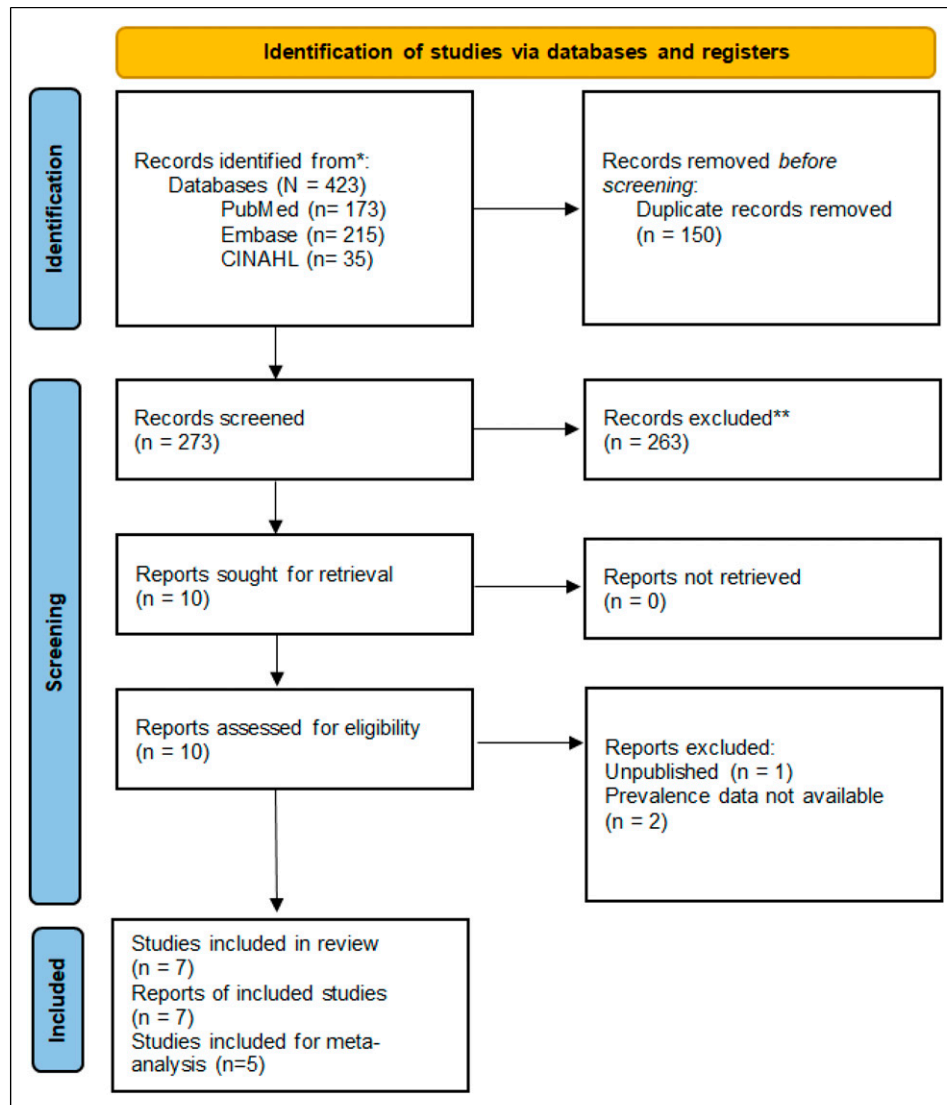 Identification of studies via databases and registers
Identification
Records identified from*:
Databases (N = 423)
PubMed (n= 173)
Embase (n= 215)
CINAHL (n= 35)
Records removed before
screening:
Duplicate records removed
(n = 150)
Screening
Records screened
(n = 273)
Records excluded**
(n = 263)
Reports sought for retrieval
(n = 10)
Reports not retrieved
(n = 0)
Reports assessed for eligibility
(n = 10)
Reports excluded:
Unpublished (n = 1)
Prevalence data not available
(n = 2)
Included
Studies included in review
(n = 7)
Reports of included studies
(n = 7)
Studies included for meta-
analysis (n=5)